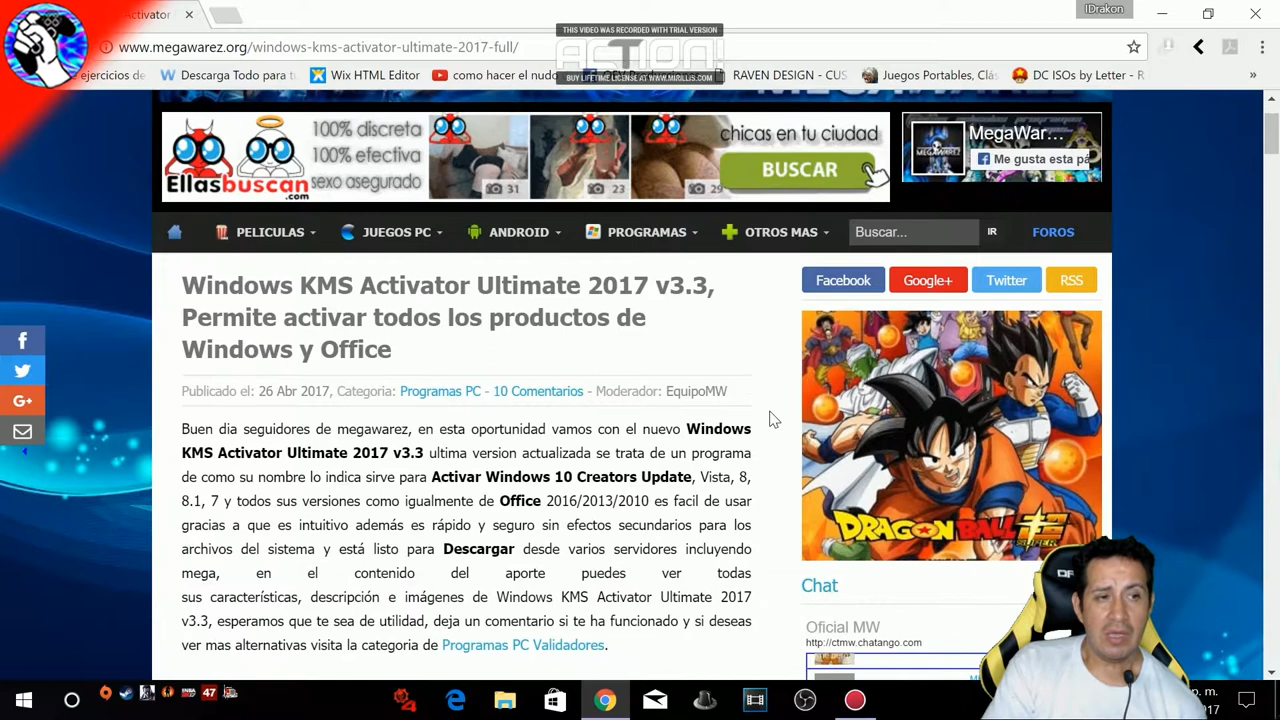 Activator
IDrakon
THIS VIDEO WAS RECORDED WITH TRIAL VERSION
ACTION!
BUY LIFETIME LICENSE AT WWW.MIRILLIS.COM
www.megawarez.org/windows-kms-activator-ultimate-2017-full/
ejercicios de
Descarga Todo para t
Wix HTML Editor
como hacer el nudo
RAVEN DESIGN - CUS
Juegos Portables, Clás
DC ISOs by Letter - R
Ellasbuscan
.com
100% discreta
100% efectiva
sexo asegurado
31
23
29
chicas en tu ciudad
BUSCAR
MegaWar...
Me gusta esta pá
PELICULAS
JUEGOS PC
ANDROID
PROGRAMAS
OTROS MAS
Buscar...
IR
FOROS
Windows KMS Activator Ultimate 2017 v3.3,
Permite activar todos los productos de
Windows y Office
Publicado el: 26 Abr 2017, Categoria: Programas PC - 10 Comentarios - Moderador: EquipoMW
Buen dia seguidores de megawarez, en esta oportunidad vamos con el nuevo Windows
KMS Activator Ultimate 2017 v3.3 ultima version actualizada se trata de un programa
de como su nombre lo indica sirve para Activar Windows 10 Creators Update, Vista, 8,
8.1, 7 y todos sus versiones como igualmente de Office 2016/2013/2010 es facil de usar
gracias a que es intuitivo además es rápido y seguro sin efectos secundarios para los
archivos del sistema y está listo para Descargar desde varios servidores incluyendo
mega, en el contenido del aporte puedes ver todas
sus características, descripción e imágenes de Windows KMS Activator Ultimate 2017
v3.3, esperamos que te sea de utilidad, deja un comentario si te ha funcionado y si deseas
ver mas alternativas visita la categoria de Programas PC Validadores.
Facebook
Google+
Twitter
RSS
DRAGON BALL
SUPER
Chat
Oficial MW
http://ctmw.chatango.com
DF
47
p. m.